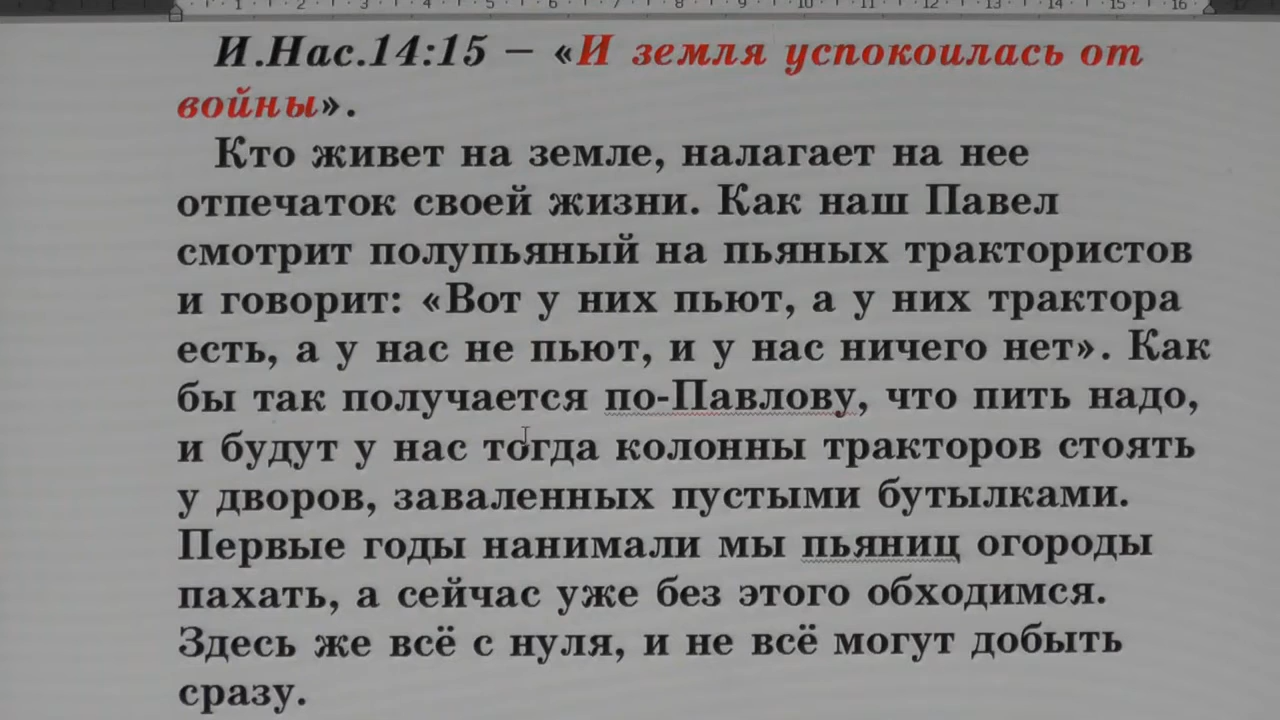 И.Нас.14:15 – «И земля успокоилась от
войны».
Кто живет на земле, налагает на нее
отпечаток своей жизни. Как наш Павел
смотрит полупьяный на пьяных трактористов
и говорит: «Вот у них пьют, а у них трактора
есть, а у нас не пьют, и у нас ничего нет». Как
бы так получается по-Павлову, что пить надо,
и будут у нас тогда колонны тракторов стоять
у дворов, заваленных пустыми бутылками.
Первые годы нанимали мы пьяниц огороды
пахать, а сейчас уже без этого обходимся.
Здесь же всё с нуля, и не всё могут добыть
сразу.